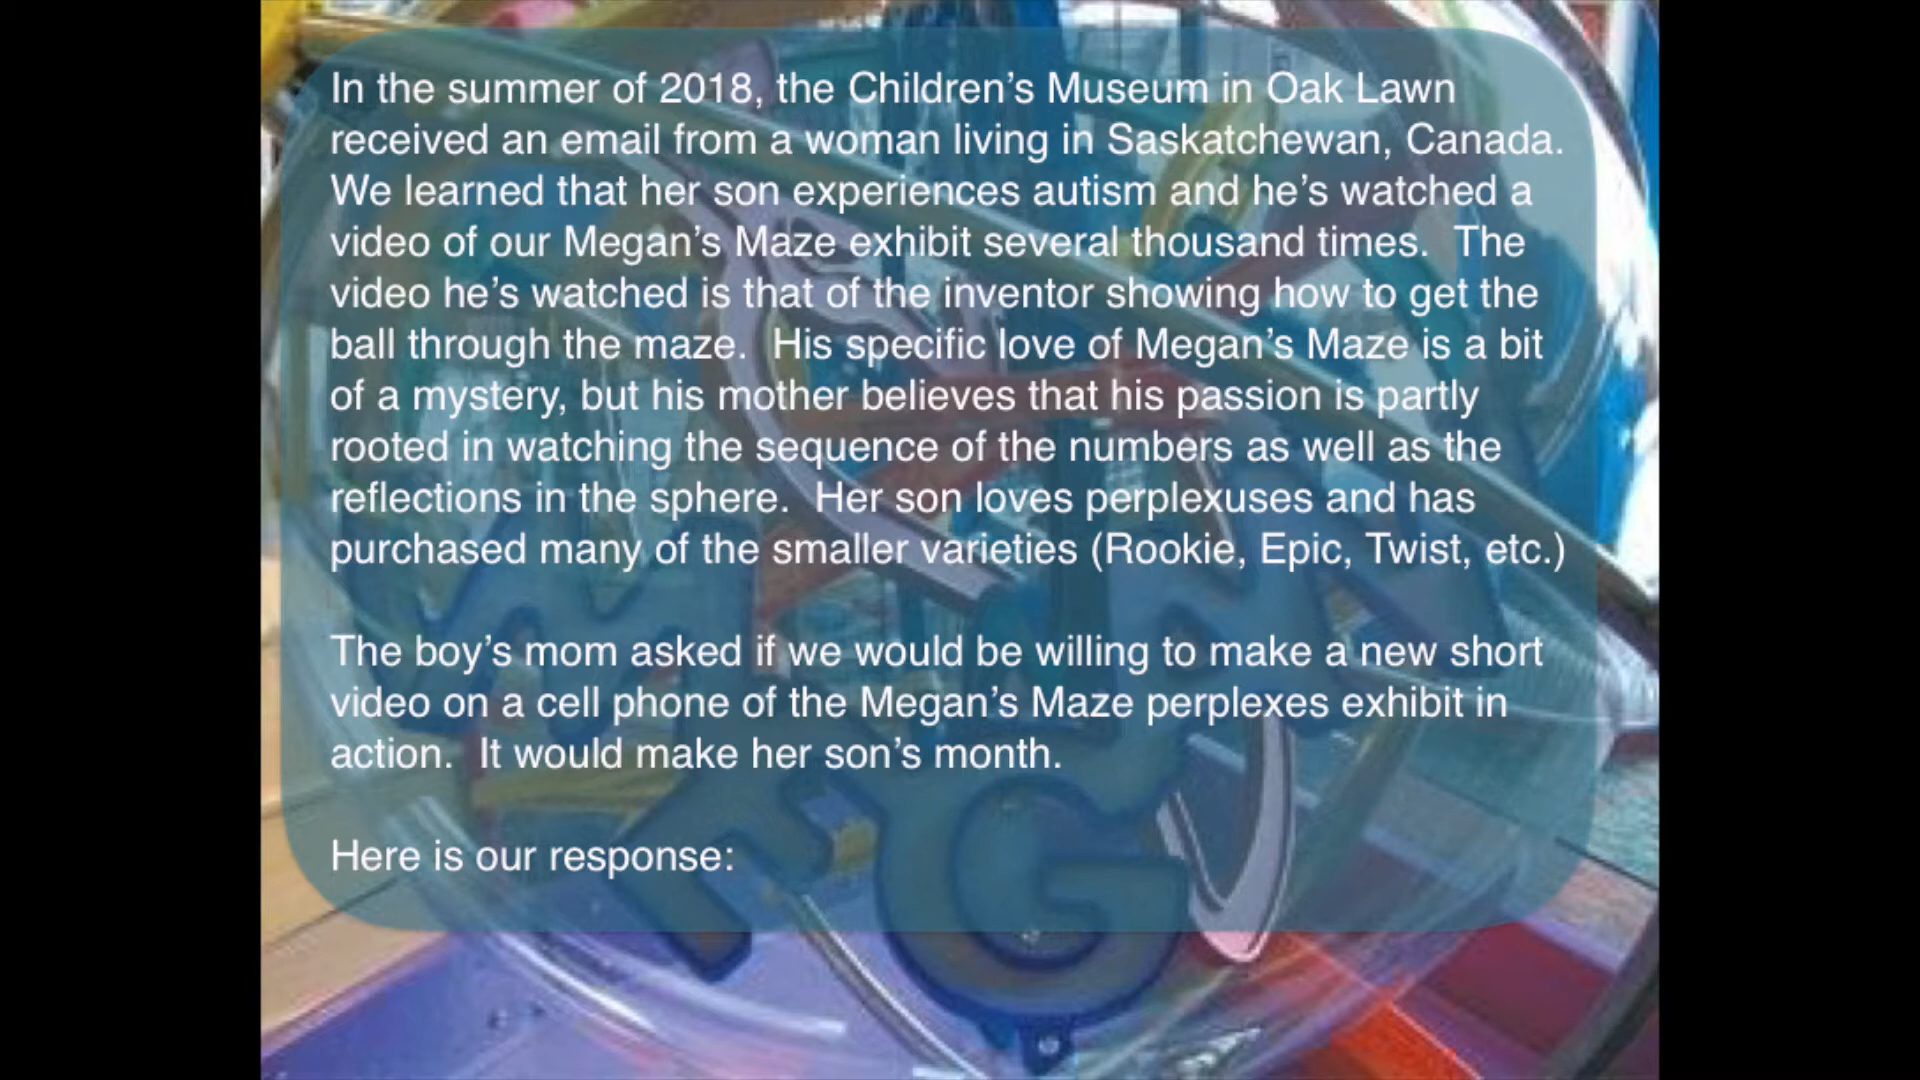 In the summer of 2018, the Children's Museum in Oak Lawn
received an email from a woman living in Saskatchewan, Canada.
We learned that her son experiences autism and he's watched a
video of our Megan's Maze exhibit several thousand times.  The
video he's watched is that of the inventor showing how to get the
ball through the maze.  His specific love of Megan's Maze is a bit
of a mystery, but his mother believes that his passion is partly
rooted in watching the sequence of the numbers as well as the
reflections in the sphere.  Her son loves perplexuses and has
purchased many of the smaller varieties (Rookie, Epic, Twist, etc.)
The boy's mom asked if we would be willing to make a new short
video on a cell phone of the Megan's Maze perplexes exhibit in
action.  It would make her son's month.
Here is our response: